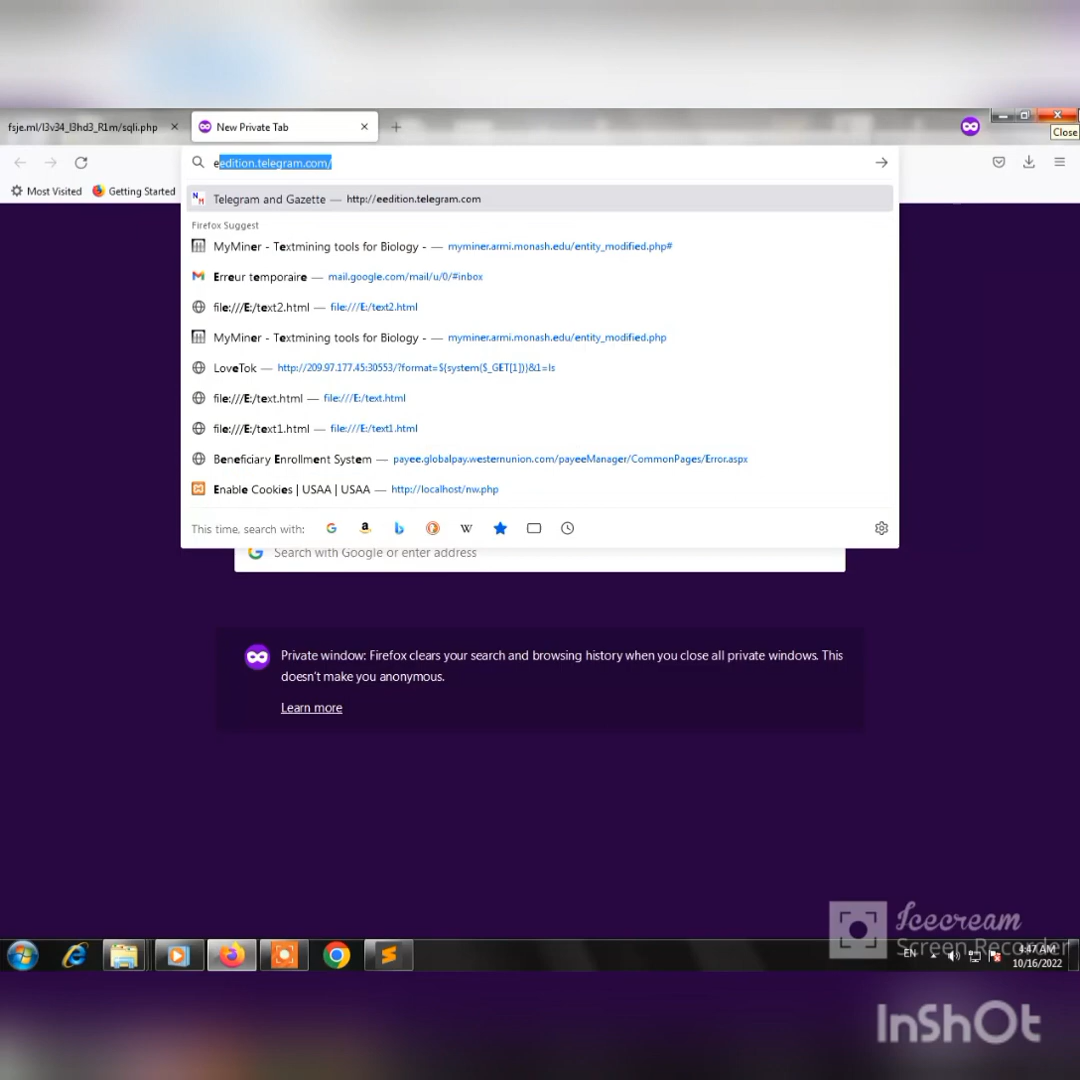 fsje.ml/l3v34_l3hd3_R1m/sqli.php
New Private Tab
Close
eedition.telegram.com/
Most Visited
Getting Started
Telegram and Gazette — http://eedition.telegram.com
Firefox Suggest
MyMiner - Textmining tools for Biology - — myminer.armi.monash.edu/entity_modified.php#
Erreur temporaire — mail.google.com/mail/u/0/#inbox
file:///E:/text2.html — file:///E:/text2.html
MyMiner - Textmining tools for Biology - — myminer.armi.monash.edu/entity_modified.php
LoveTok — http://209.97.177.45:30553/?format=${system($_GET[1])}&1=ls
file:///E:/text.html — file:///E:/text.html
file:///E:/text1.html — file:///E:/text1.html
Beneficiary Enrollment System — payee.globalpay.westernunion.com/payeeManager/CommonPages/Error.aspx
Enable Cookies | USAA | USAA — http://localhost/nw.php
This time, search with:
Search with Google or enter address
Private window: Firefox clears your search and browsing history when you close all private windows. This
doesn't make you anonymous.
Learn more
Icecream
Screen Recorder
EN
4:47 AM
10/16/2022
InShOt